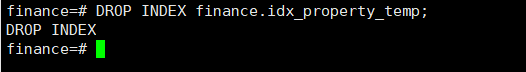 finance=# DROP INDEX finance.idx_property_temp;
DROP INDEX
finance=#